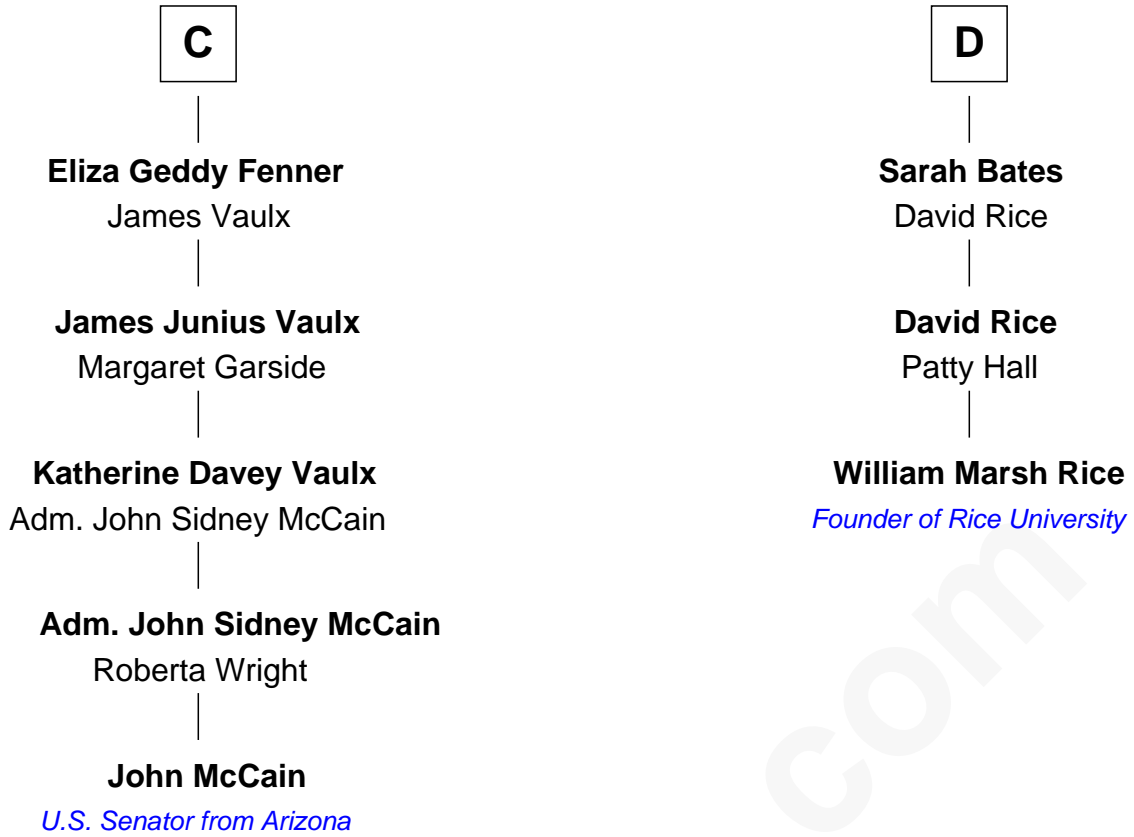 C
Eliza Geddy Fenner
James Vaulx
James Junius Vaulx
Margaret Garside
Katherine Davey Vaulx
Adm. John Sidney McCain
Adm. John Sidney McCain
Roberta Wright
John McCain
U.S. Senator from Arizona
D
Sarah Bates
David Rice
David Rice
Patty Hall
William Marsh Rice
Founder of Rice University
com